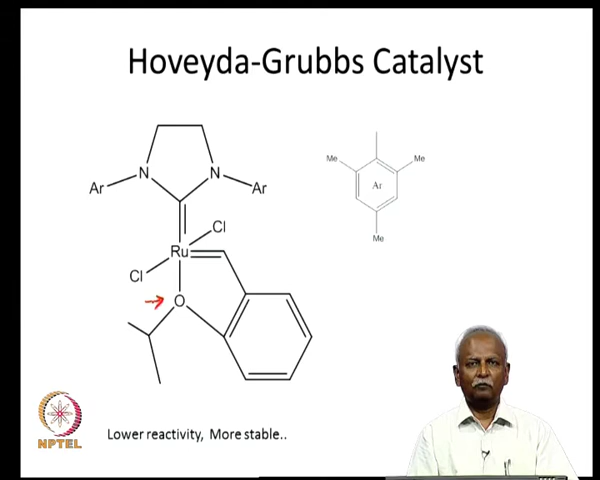 Hoveyda-Grubbs Catalyst
N
N
Ar
Ar
Cl
Ru
Cl
O
Me
Me
Ar
Me
NPTEL
Lower reactivity, More stable..